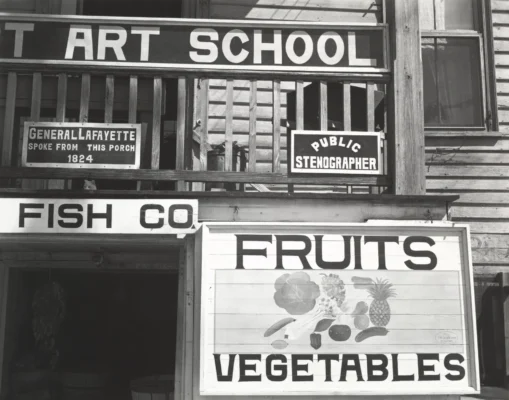 T ART SCHOOL
GENERAL LAFAYETTE
SPOKE FROM THIS PORCH
1824
PUBLIC
STENOGRAPHER
FISH CO.
FRUITS
VEGETABLES